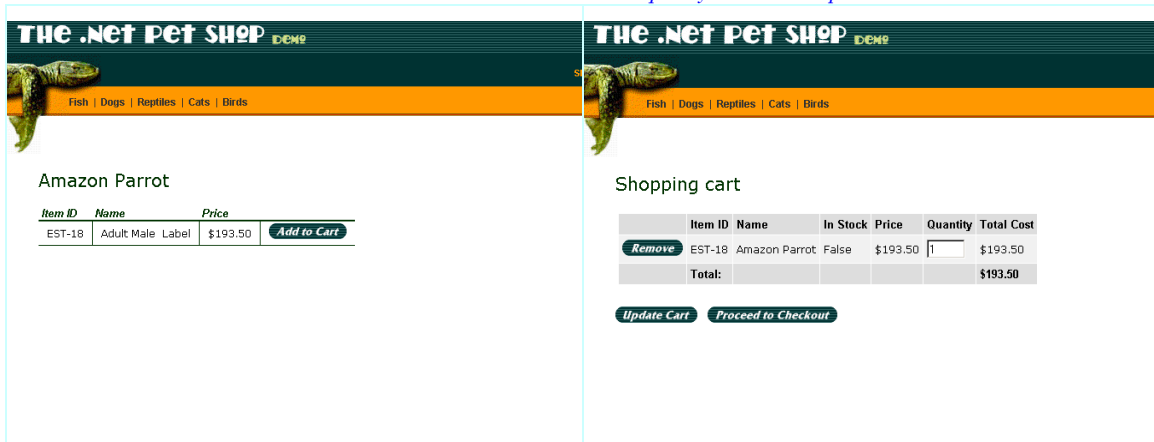 THE .NET PET SHOP DEMO
Fish | Dogs | Reptiles | Cats | Birds
Amazon Parrot
Item ID Name Price
EST-18 Adult Male Label $193.50 Add to Cart
THE .NET PET SHOP DEMO
Fish | Dogs | Reptiles | Cats | Birds
Shopping cart
Item ID Name In Stock Price Quantity Total Cost
Remove EST-18 Amazon Parrot False $193.50 1 $193.50
Total: $193.50
Update Cart Proceed to Checkout